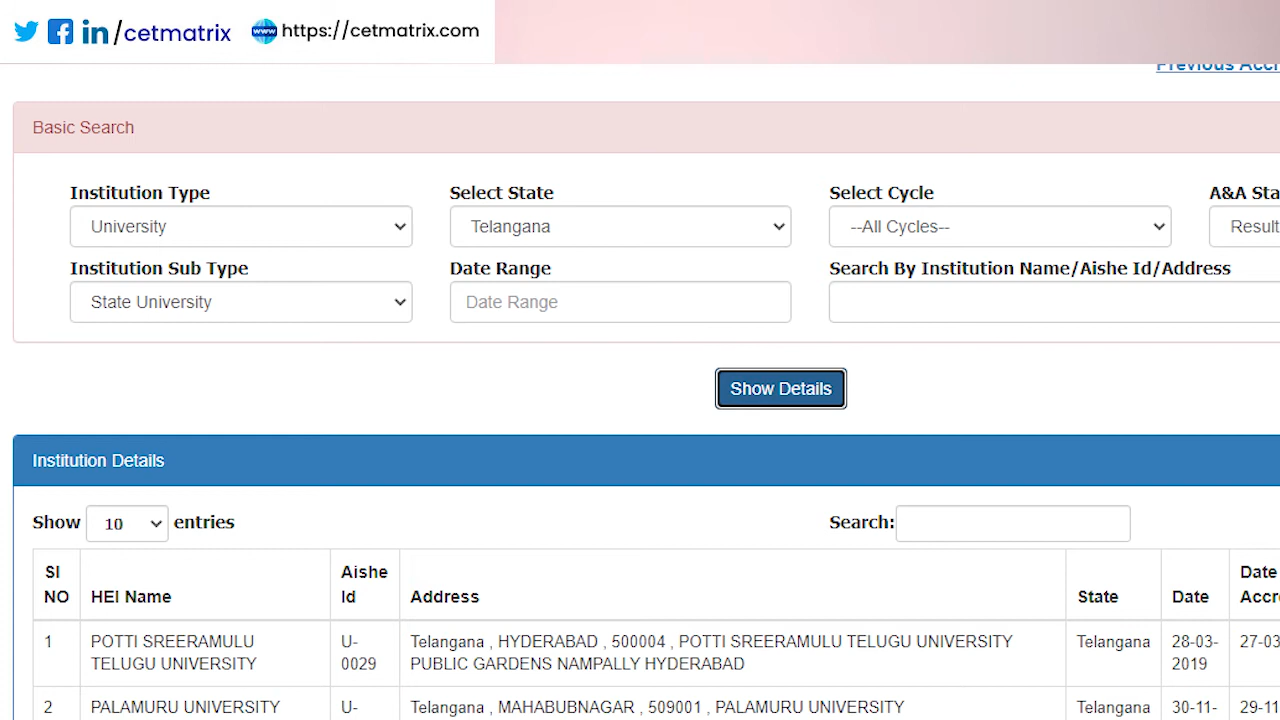 /cetmatrix https://cetmatrix.com
Previous Accr
Basic Search
Institution Type Select State Select Cycle A&A Sta
University Telangana --All Cycles-- Result
Institution Sub Type Date Range Search By Institution Name/Aishe Id/Address
State University Date Range
Show Details
Institution Details
Show 10 entries Search:
Sl Aishe Date
NO HEI Name Id Address State Date Accre
1 POTTI SREERAMULU U- Telangana , HYDERABAD , 500004 , POTTI SREERAMULU TELUGU UNIVERSITY Telangana 28-03- 27-03
TELUGU UNIVERSITY 0029 PUBLIC GARDENS NAMPALLY HYDERABAD 2019
2 PALAMURU UNIVERSITY U- Telangana , MAHABUBNAGAR , 509001 , PALAMURU UNIVERSITY Telangana 30-11- 29-11